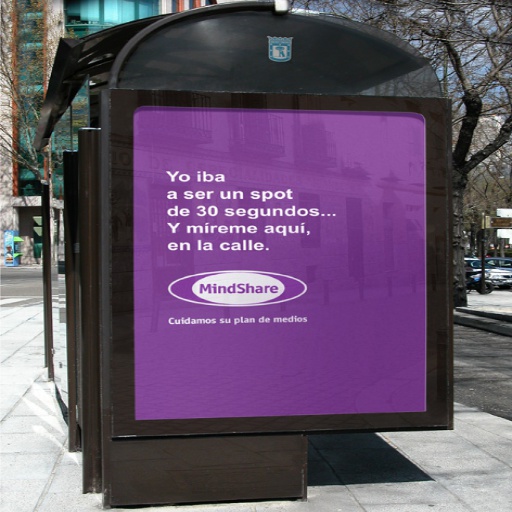 Yo iba
a ser un spot
de 30 segundos...
Y míreme aquí,
en la calle.
MindShare
Cuidamos su plan de medios